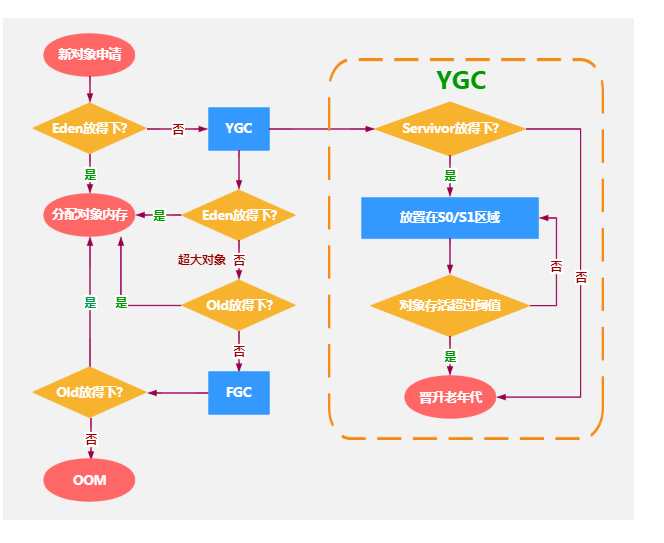 新对象申请
Eden放得下?
否
YGC
是
分配对象内存
是
Eden放得下?
超大对象
否
Old放得下?
是
是
否
Old放得下?
FGC
否
OOM
YGC
Servivor放得下?
是
放置在S0/S1区域
否
否
对象存活超过阈值
是
晋升老年代